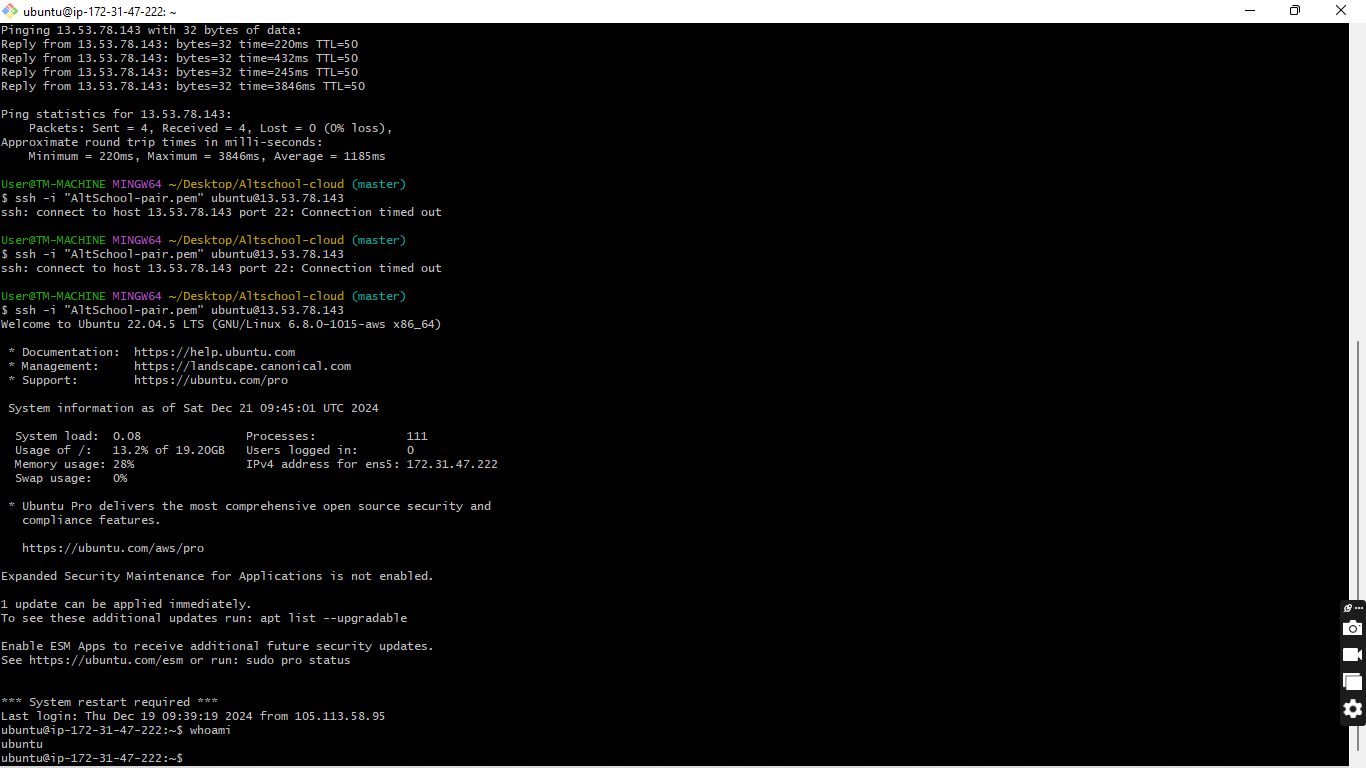 ubuntu@ip-172-31-47-222: ~
Pinging 13.53.78.143 with 32 bytes of data:
Reply from 13.53.78.143: bytes=32 time=220ms TTL=50
Reply from 13.53.78.143: bytes=32 time=432ms TTL=50
Reply from 13.53.78.143: bytes=32 time=245ms TTL=50
Reply from 13.53.78.143: bytes=32 time=3846ms TTL=50
Ping statistics for 13.53.78.143:
    Packets: Sent = 4, Received = 4, Lost = 0 (0% loss),
Approximate round trip times in milli-seconds:
    Minimum = 220ms, Maximum = 3846ms, Average = 1185ms
User@TM-MACHINE MINGW64 ~/Desktop/Altschool-cloud (master)
$ ssh -i "AltSchool-pair.pem" ubuntu@13.53.78.143
ssh: connect to host 13.53.78.143 port 22: Connection timed out
User@TM-MACHINE MINGW64 ~/Desktop/Altschool-cloud (master)
$ ssh -i "AltSchool-pair.pem" ubuntu@13.53.78.143
ssh: connect to host 13.53.78.143 port 22: Connection timed out
User@TM-MACHINE MINGW64 ~/Desktop/Altschool-cloud (master)
$ ssh -i "AltSchool-pair.pem" ubuntu@13.53.78.143
Welcome to Ubuntu 22.04.5 LTS (GNU/Linux 6.8.0-1015-aws x86_64)
 * Documentation:  https://help.ubuntu.com
 * Management:     https://landscape.canonical.com
 * Support:        https://ubuntu.com/pro
 System information as of Sat Dec 21 09:45:01 UTC 2024
  System load:  0.08               Processes:             111
  Usage of /:   13.2% of 19.20GB   Users logged in:       0
  Memory usage: 28%                IPv4 address for ens5: 172.31.47.222
  Swap usage:   0%
 * Ubuntu Pro delivers the most comprehensive open source security and
   compliance features.
   https://ubuntu.com/aws/pro
Expanded Security Maintenance for Applications is not enabled.
1 update can be applied immediately.
To see these additional updates run: apt list --upgradable
Enable ESM Apps to receive additional future security updates.
See https://ubuntu.com/esm or run: sudo pro status
*** System restart required ***
Last login: Thu Dec 19 09:39:19 2024 from 105.113.58.95
ubuntu@ip-172-31-47-222:~$ whoami
ubuntu
ubuntu@ip-172-31-47-222:~$